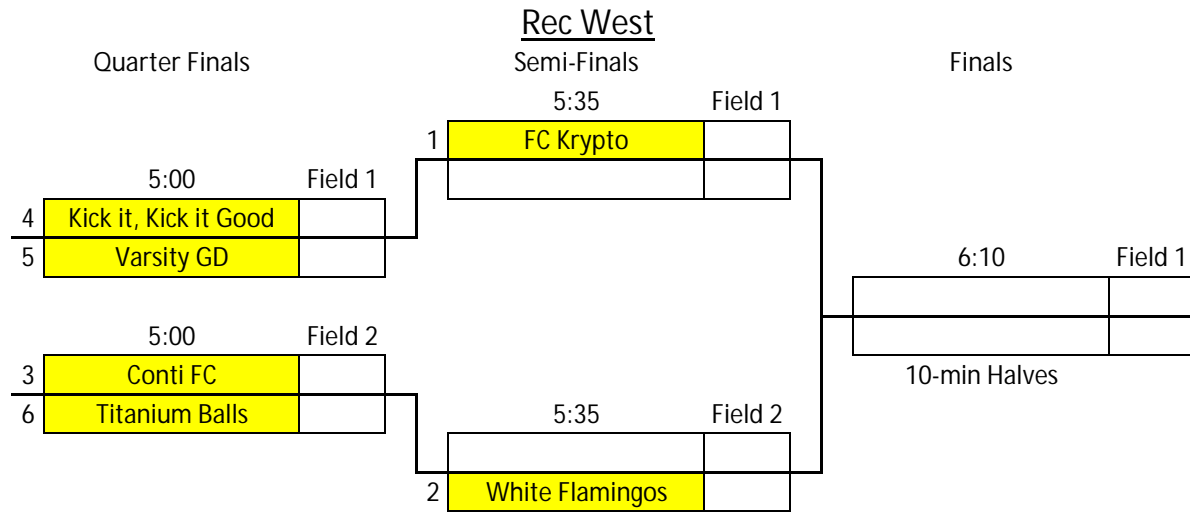 Rec West
Quarter Finals Semi-Finals Finals
5:35 Field 1
1 FC Krypto
5:00 Field 1
4 Kick it, Kick it Good
5 Varsity GD
6:10 Field 1
5:00 Field 2
3 Conti FC
10-min Halves
6 Titanium Balls
5:35 Field 2
2 White Flamingos